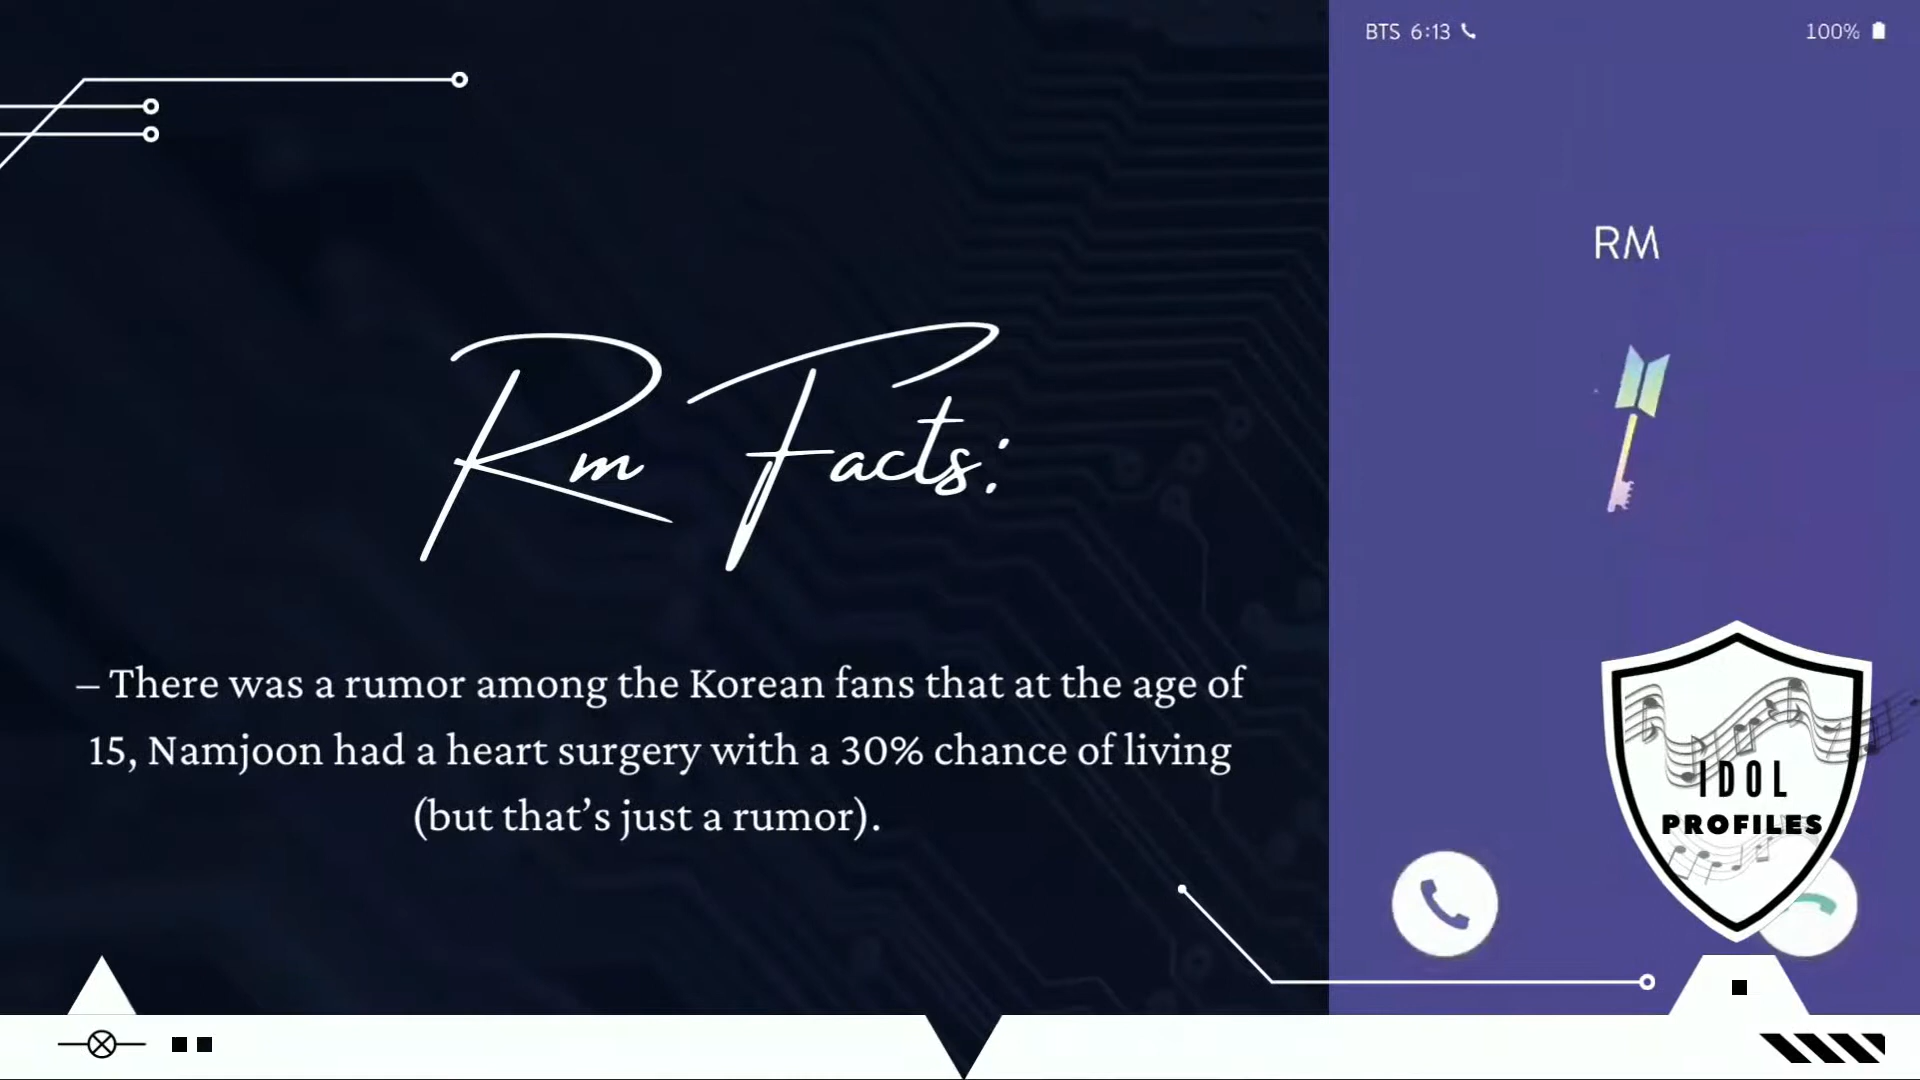 BTS 6:13
100%
RM
Rm Facts:
– There was a rumor among the Korean fans that at the age of
15, Namjoon had a heart surgery with a 30% chance of living
(but that’s just a rumor).
IDOL
PROFILES